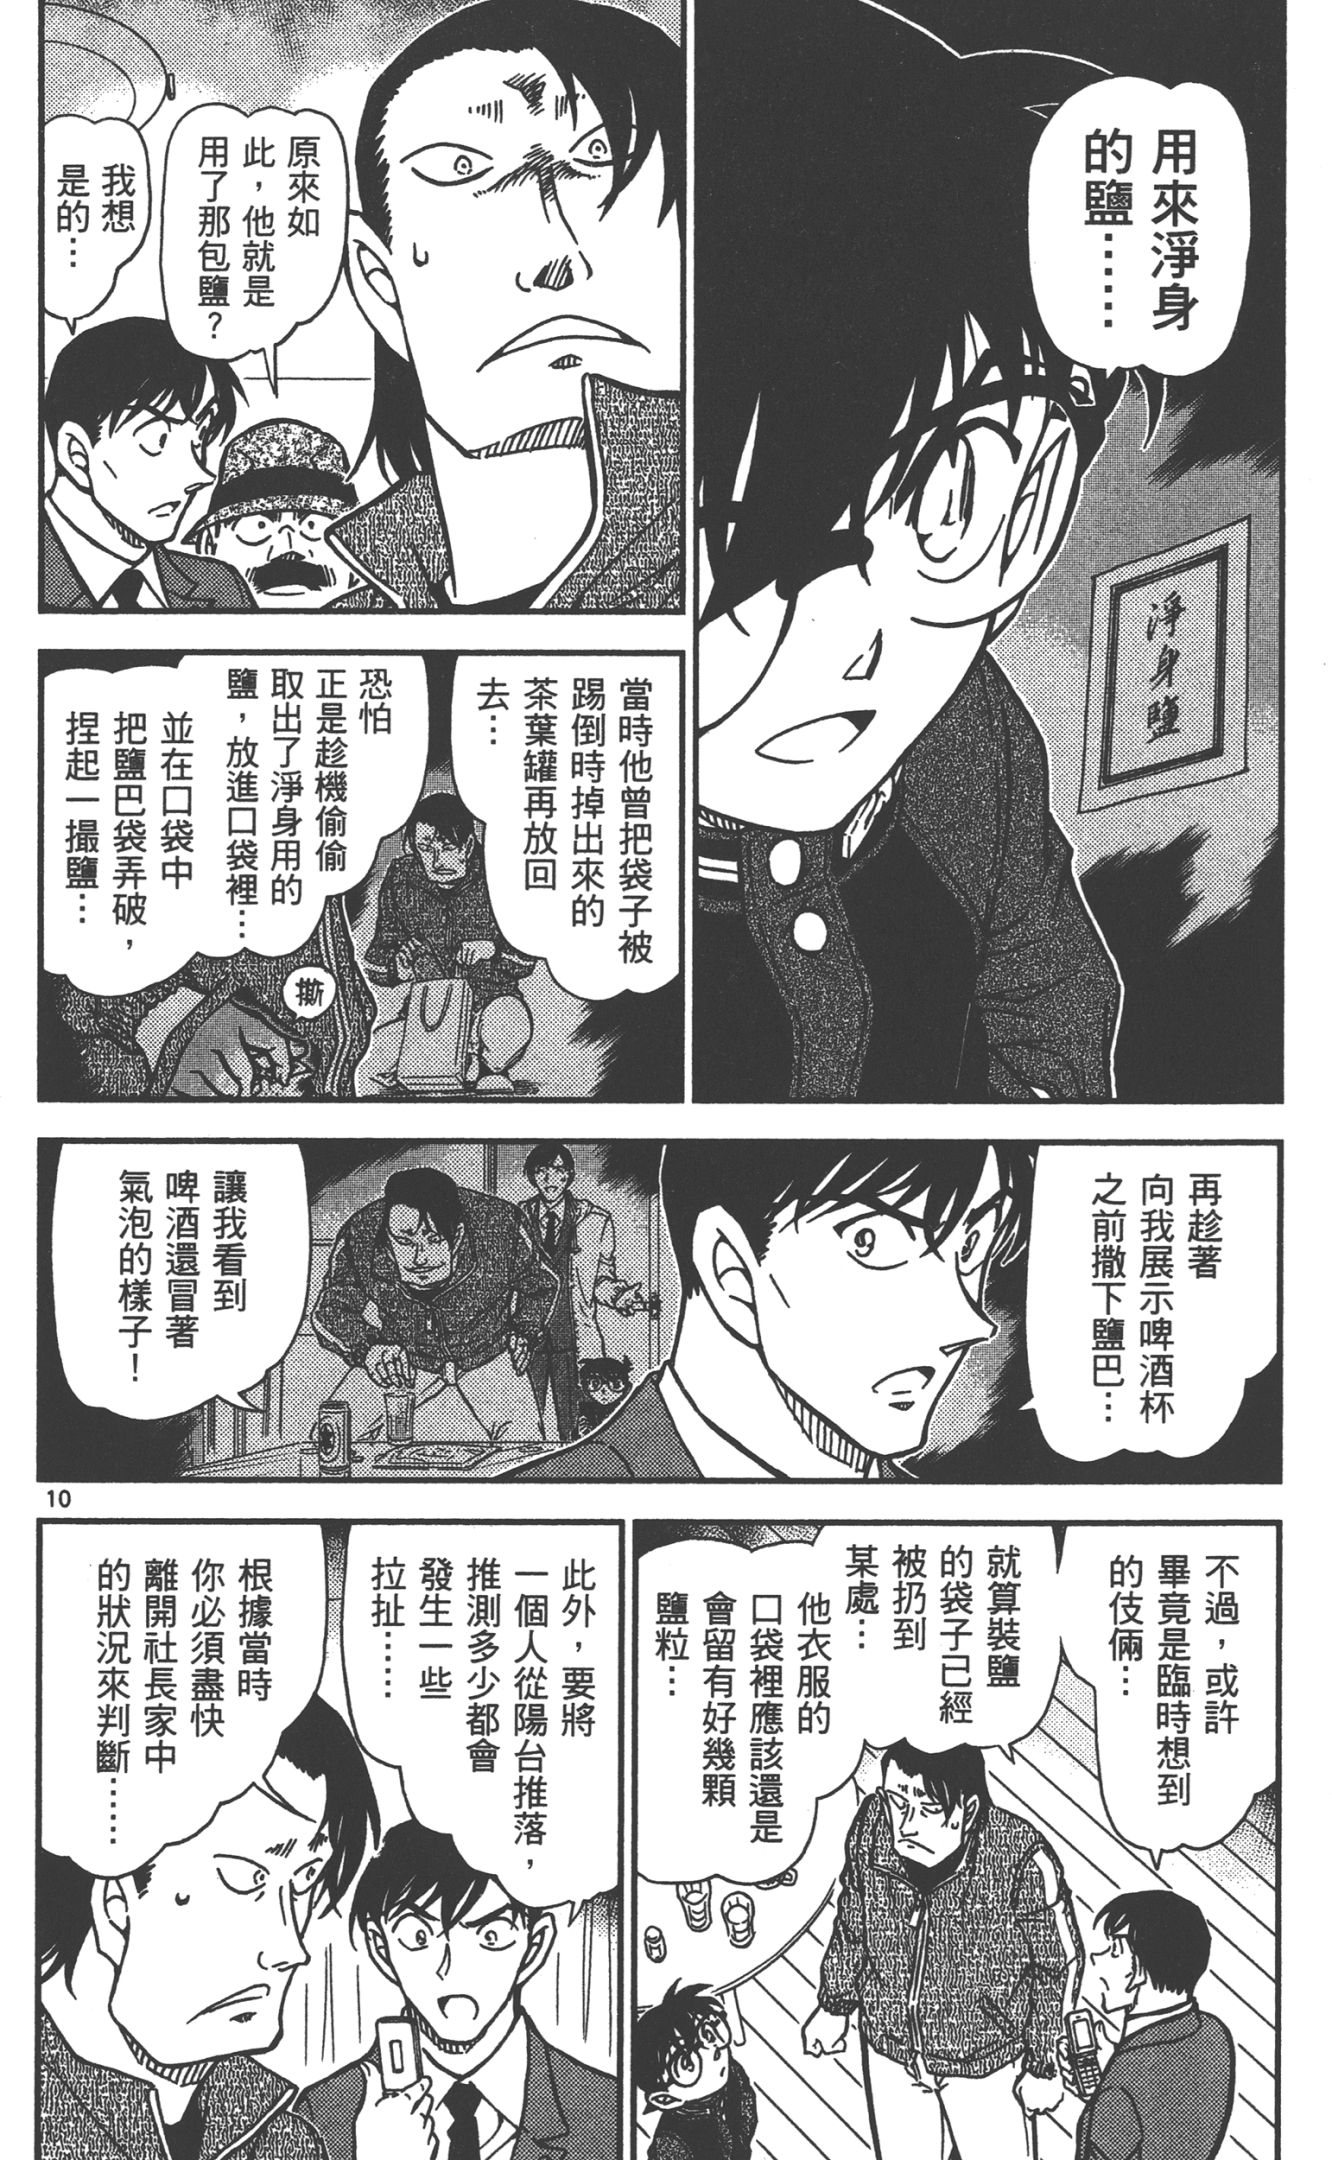 用來淨身
的鹽……
淨身鹽
原來如
此，他就是
用了那包鹽？
我想
是的…
當時他曾把袋子被
踢倒時掉出來的
茶葉罐再放回
去…
恐怕
正是趁機偷偷
取出了淨身用的
鹽，放進口袋裡…
並在口袋中
把鹽巴袋弄破，
捏起一撮鹽…
撕
再趁著
向我展示啤酒杯
之前撒下鹽巴…
讓我看到
啤酒還冒著
氣泡的樣子！
10
不過，或許
畢竟是臨時想到
的伎倆…
就算裝鹽
的袋子已經
被扔到
某處…
他衣服的
口袋裡應該還是
會留有好幾顆
鹽粒…
此外，要將
一個人從陽台推落，
推測多少都會
發生一些
拉扯……
根據當時
你必須盡快
離開社長家中
的狀況來判斷……